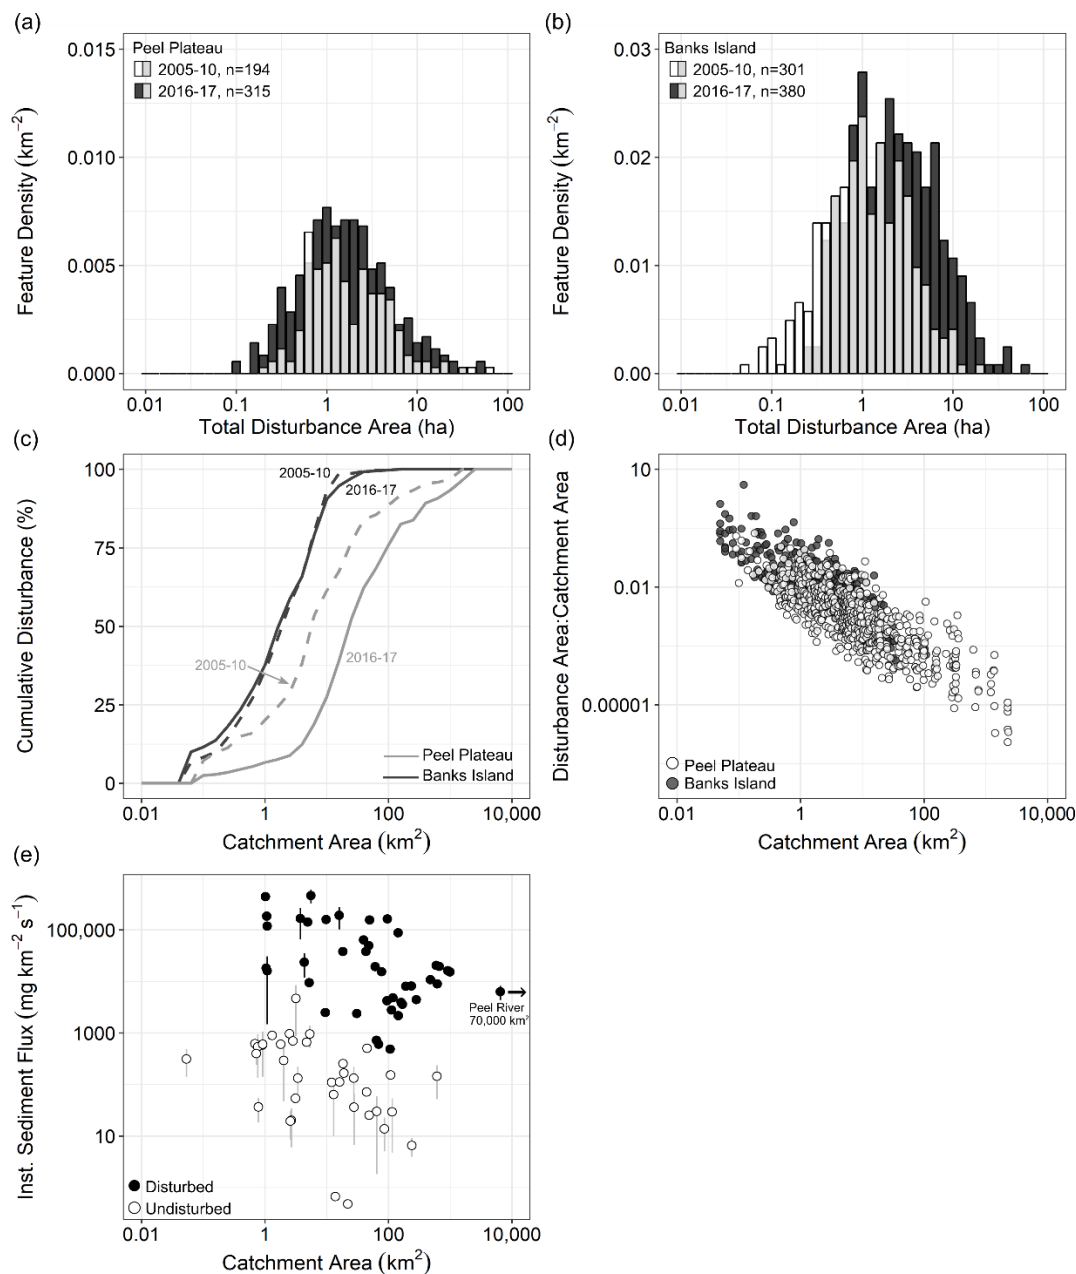 (a)
Peel Plateau
2005-10, n=194
2016-17, n=315
Feature Density (km⁻²)
0.015
0.010
0.005
0.000
0.01 0.1 1 10 100
Total Disturbance Area (ha)
(b)
Banks Island
2005-10, n=301
2016-17, n=380
Feature Density (km⁻²)
0.03
0.02
0.01
0.00
0.01 0.1 1 10 100
Total Disturbance Area (ha)
(c)
Cumulative Disturbance (%)
100
75
50
25
0
2005-10
2016-17
2005-10
2016-17
Peel Plateau
Banks Island
0.01 1 100 10,000
Catchment Area (km²)
(d)
Disturbance Area:Catchment Area
10
0.01
0.00001
Peel Plateau
Banks Island
0.01 1 100 10,000
Catchment Area (km²)
(e)
Inst. Sediment Flux (mg km⁻² s⁻¹)
100,000
1000
10
Peel River
70,000 km²
Disturbed
Undisturbed
0.01 1 100 10,000
Catchment Area (km²)